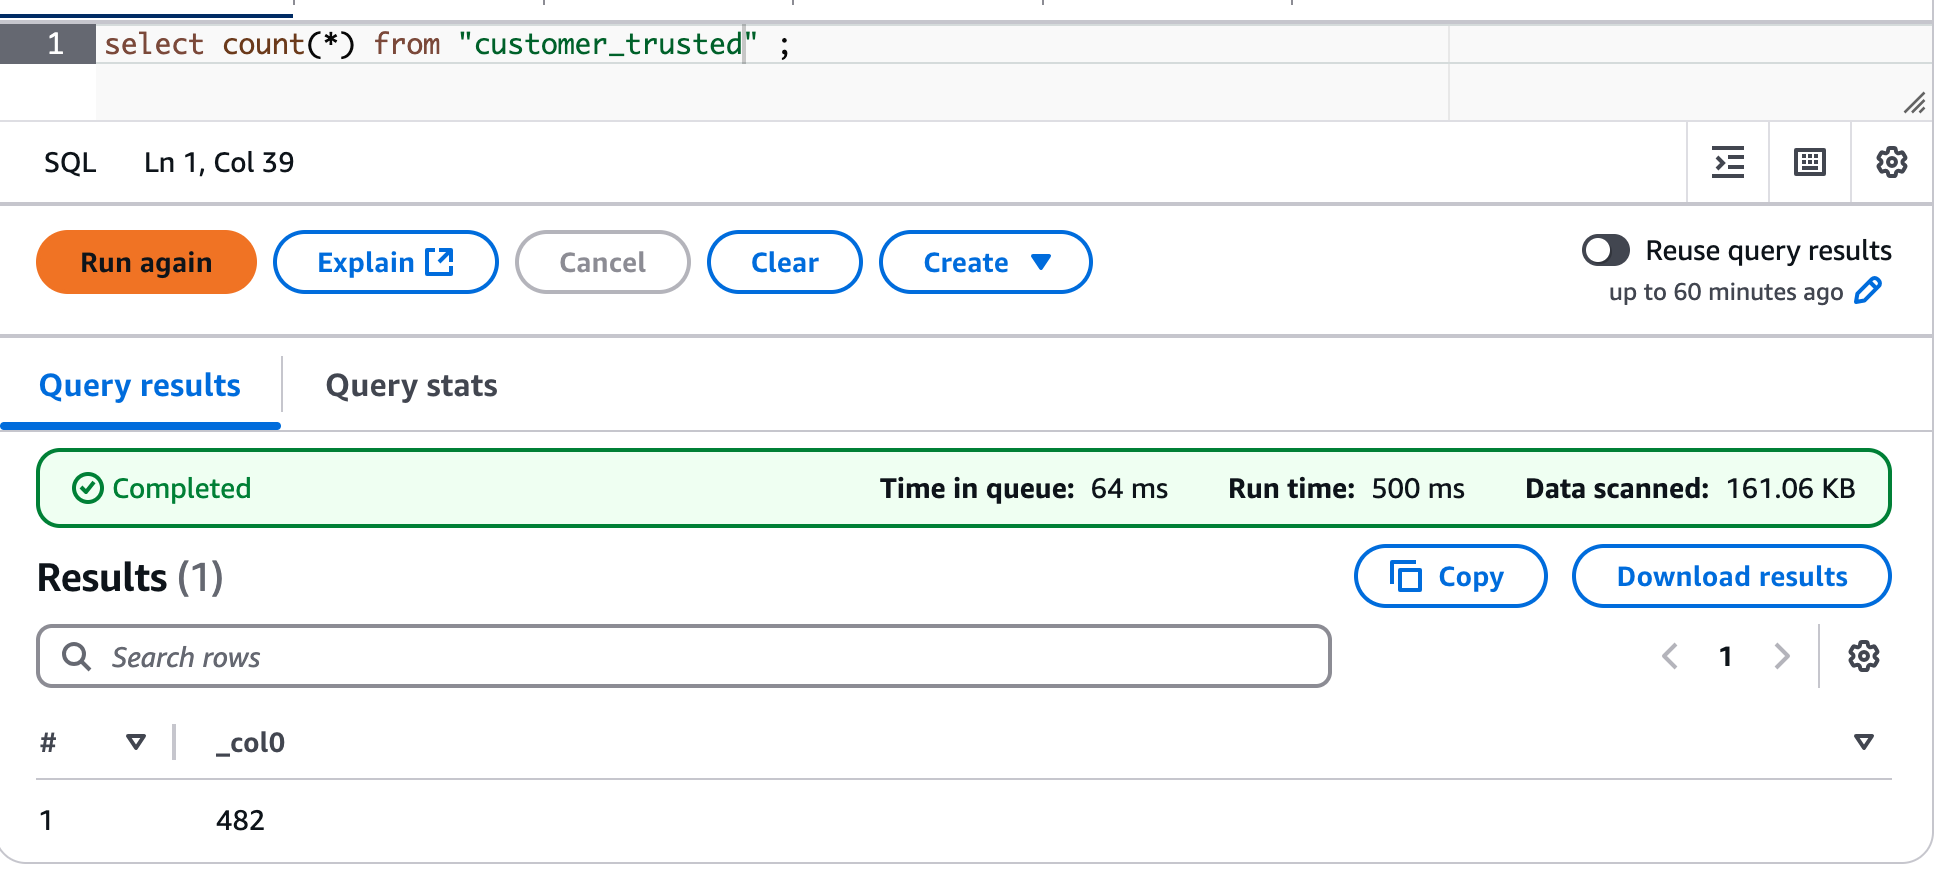 1 select count(*) from "customer_trusted" ;
SQL Ln 1, Col 39
Run again Explain Cancel Clear Create Reuse query results
up to 60 minutes ago
Query results Query stats
Completed Time in queue: 64 ms Run time: 500 ms Data scanned: 161.06 KB
Results (1) Copy Download results
Search rows 1
# _col0
1 482